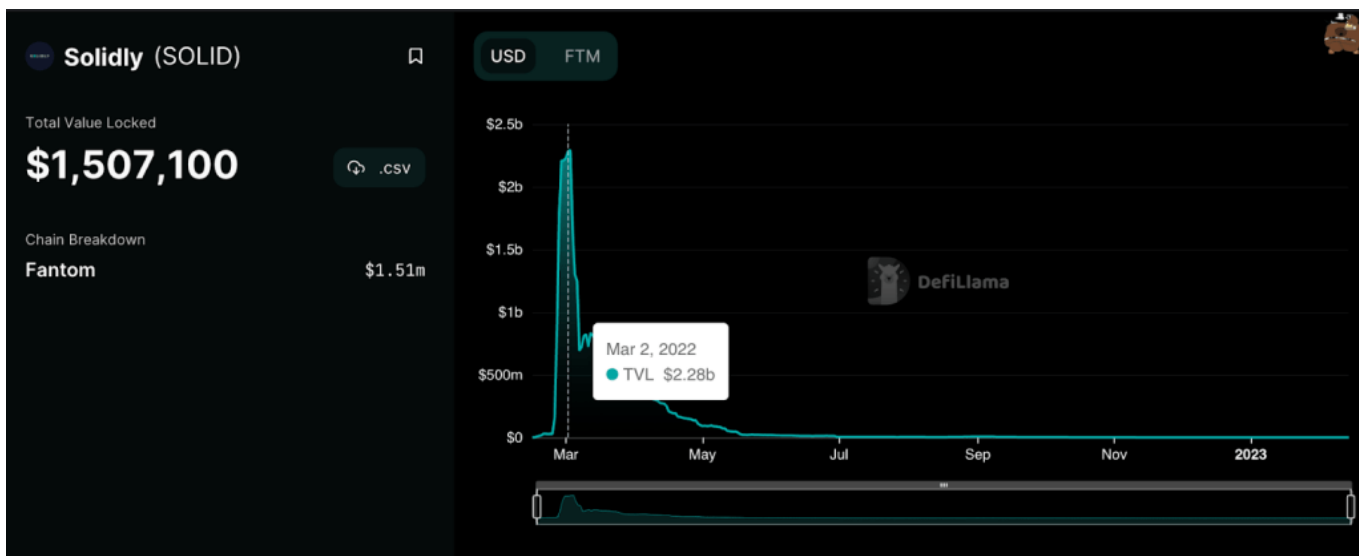 Solidly (SOLID)
Total Value Locked
$1,507,100
.csv
Chain Breakdown
Fantom $1.51m
USD FTM
$2.5b
$2b
$1.5b
$1b
$500m
$0
DefiLlama
Mar 2, 2022
TVL $2.28b
Mar May Jul Sep Nov 2023